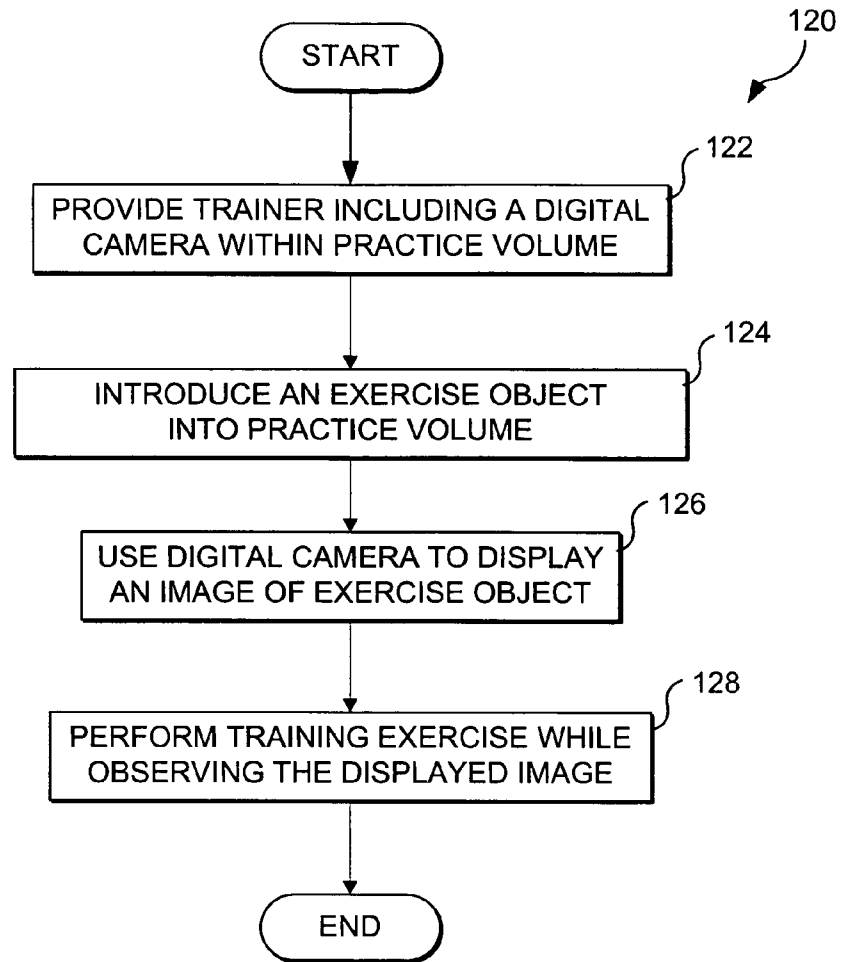 120
START
122
PROVIDE TRAINER INCLUDING A DIGITAL
CAMERA WITHIN PRACTICE VOLUME
124
INTRODUCE AN EXERCISE OBJECT
INTO PRACTICE VOLUME
126
USE DIGITAL CAMERA TO DISPLAY
AN IMAGE OF EXERCISE OBJECT
128
PERFORM TRAINING EXERCISE WHILE
OBSERVING THE DISPLAYED IMAGE
END